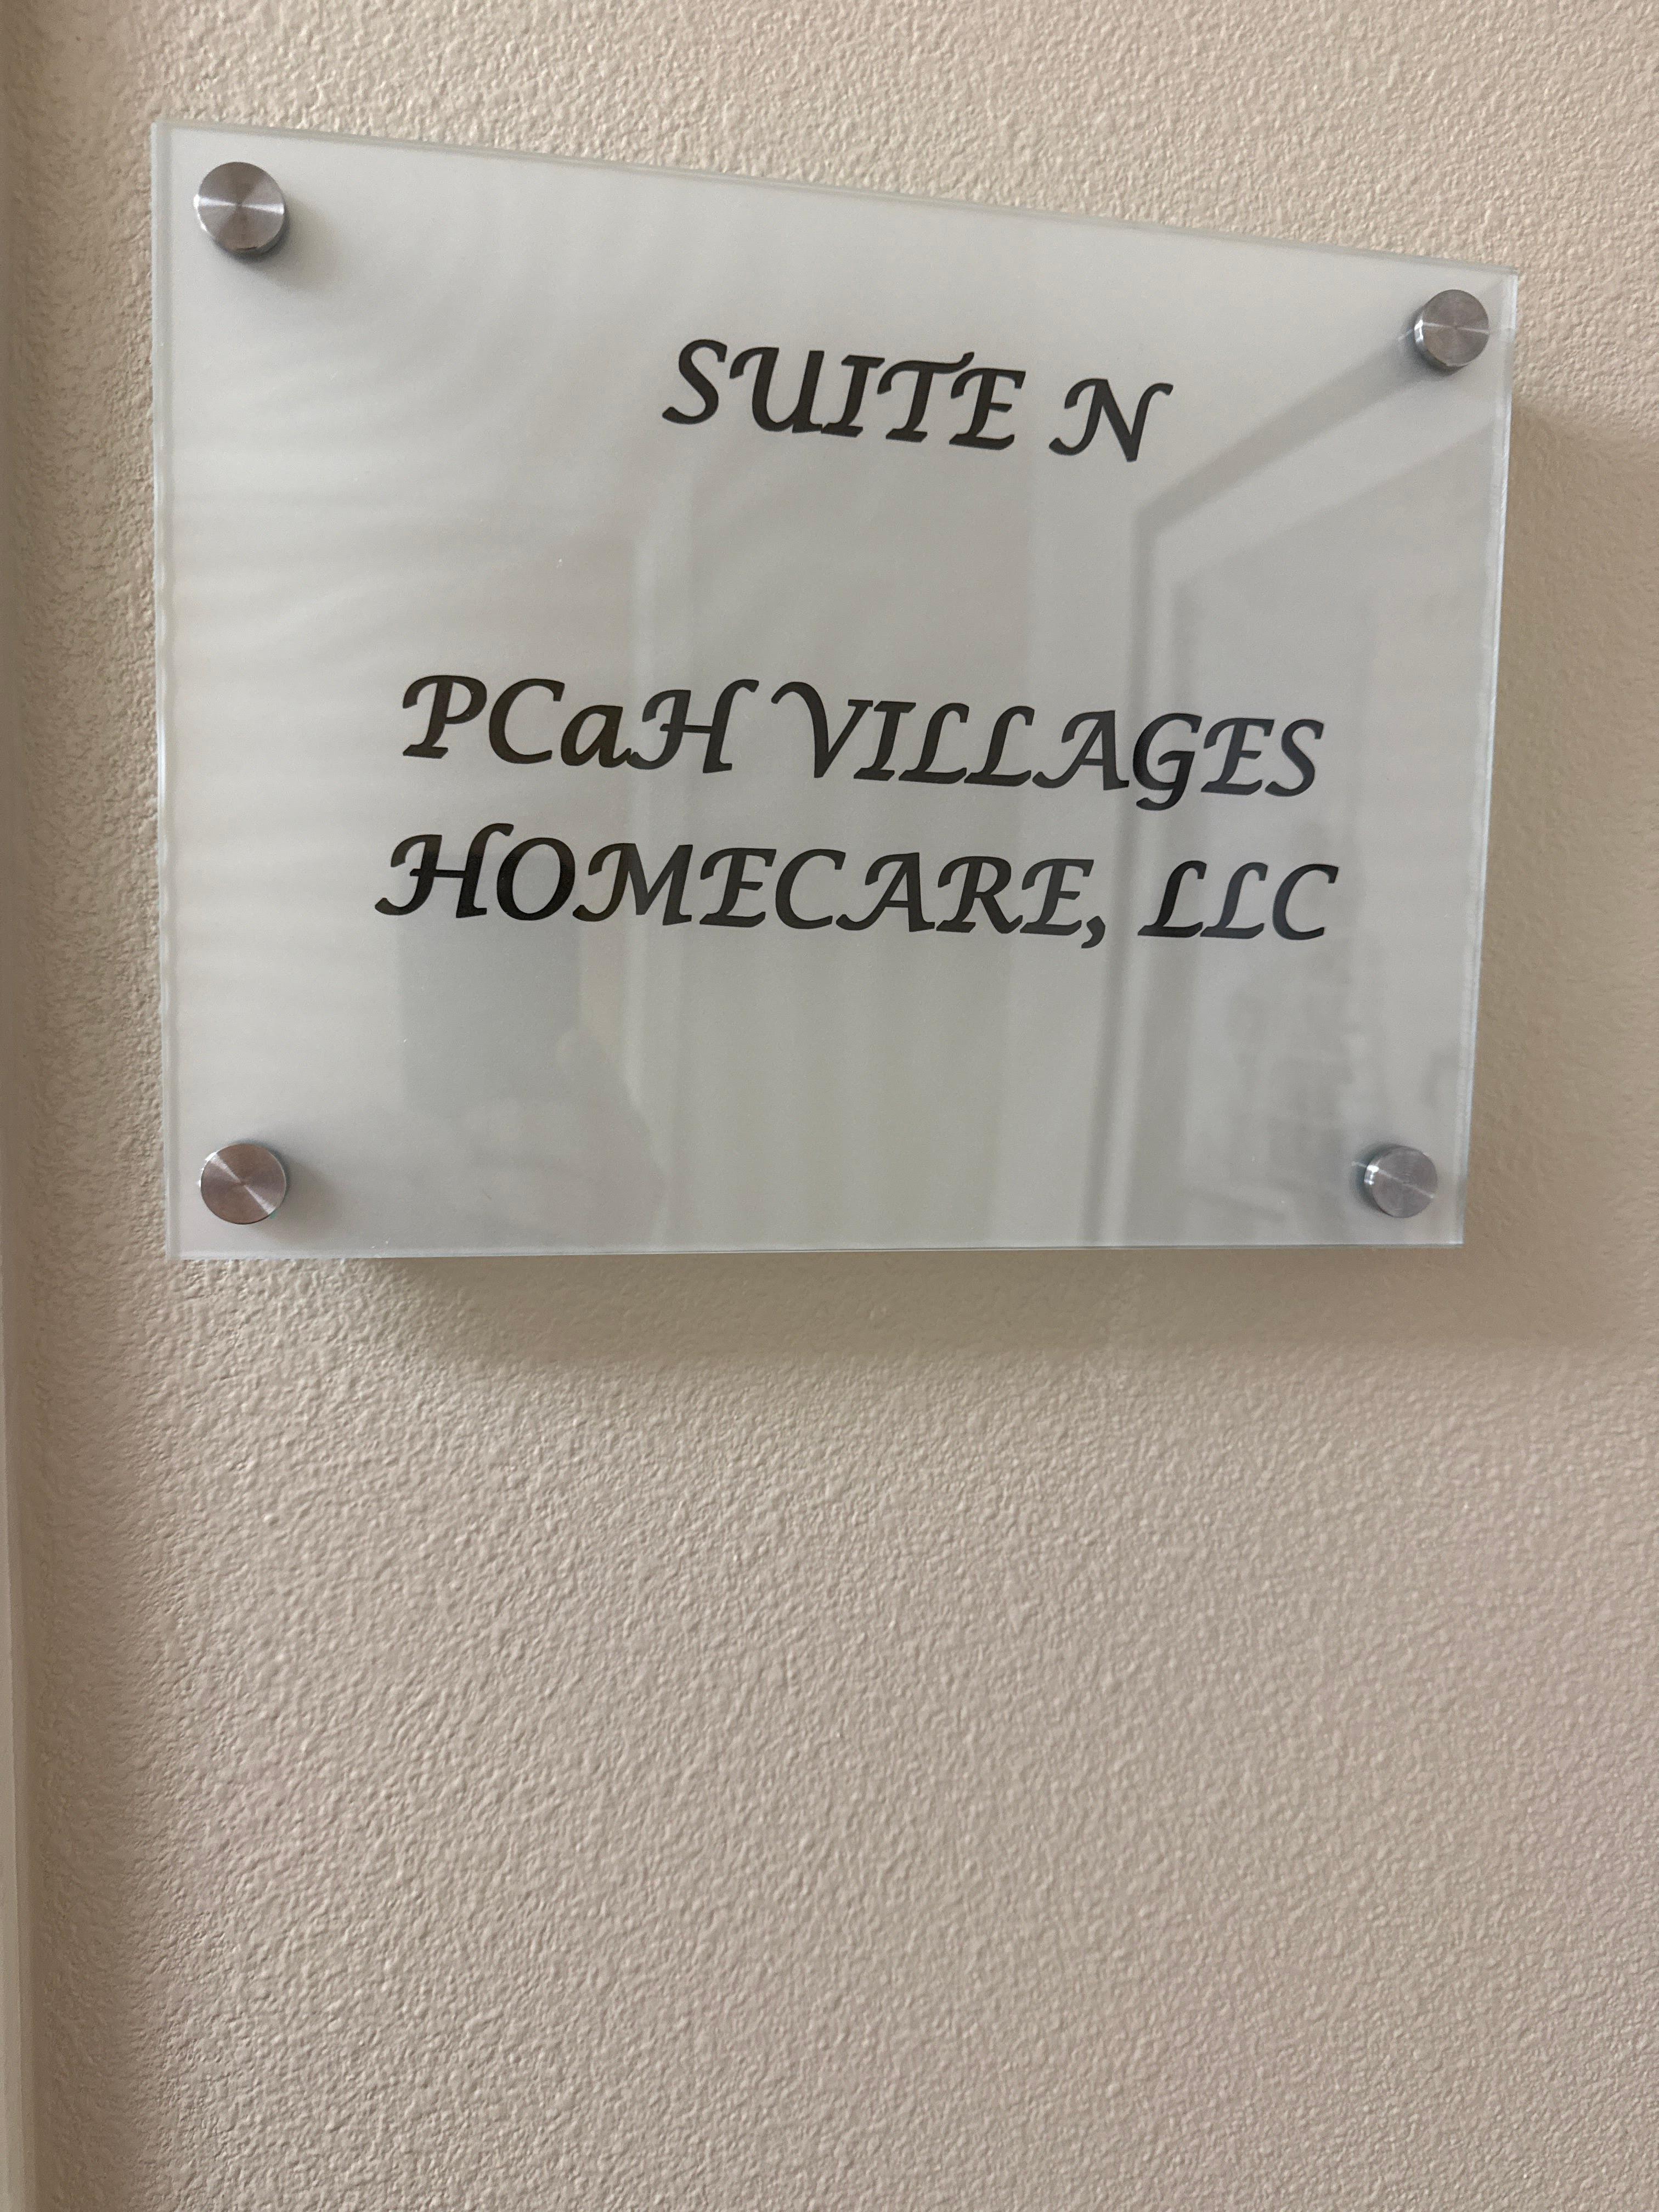 SUITE N
PCaH VILLAGES
HOMECARE, LLC